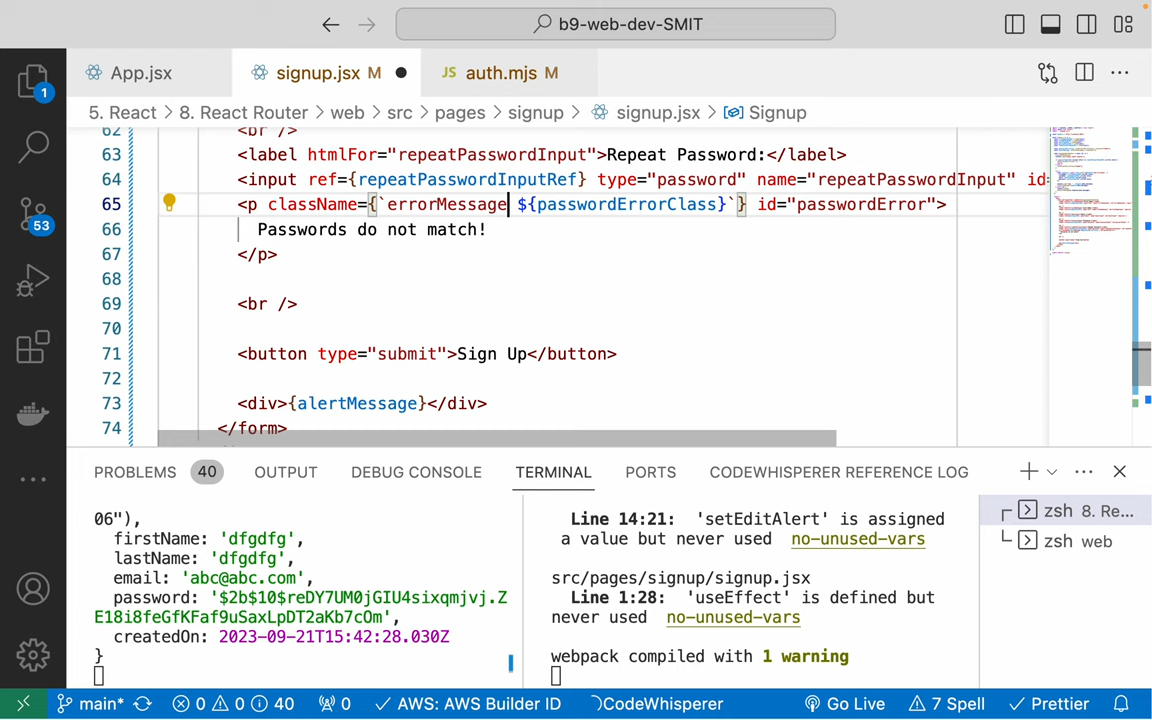 b9-web-dev-SMIT
App.jsx
signup.jsx M
JS auth.mjs M
1
53
5. React > 8. React Router > web > src > pages > signup > signup.jsx > Signup
62 <br />
63 <label htmlFor="repeatPasswordInput">Repeat Password:</label>
64 <input ref={repeatPasswordInputRef} type="password" name="repeatPasswordInput" id=
65 <p className={`errorMessage ${passwordErrorClass}`} id="passwordError">
66 Passwords do not match!
67 </p>
68
69 <br />
70
71 <button type="submit">Sign Up</button>
72
73 <div>{alertMessage}</div>
74 </form>
PROBLEMS 40 OUTPUT DEBUG CONSOLE TERMINAL PORTS CODEWHISPERER REFERENCE LOG
06"),
firstName: 'dfgdfg',
lastName: 'dfgdfg',
email: 'abc@abc.com',
password: '$2b$10$reDY7UM0jGIU4sixqmjvj.Z
E18i8feGfKFaf9uSaxLpDT2aKb7cOm',
createdOn: 2023-09-21T15:42:28.030Z
}
Line 14:21: 'setEditAlert' is assigned
a value but never used no-unused-vars
src/pages/signup/signup.jsx
Line 1:28: 'useEffect' is defined but
never used no-unused-vars
webpack compiled with 1 warning
zsh 8. Re...
zsh web
main* 0 0 40 0 AWS: AWS Builder ID CodeWhisperer Go Live 7 Spell Prettier